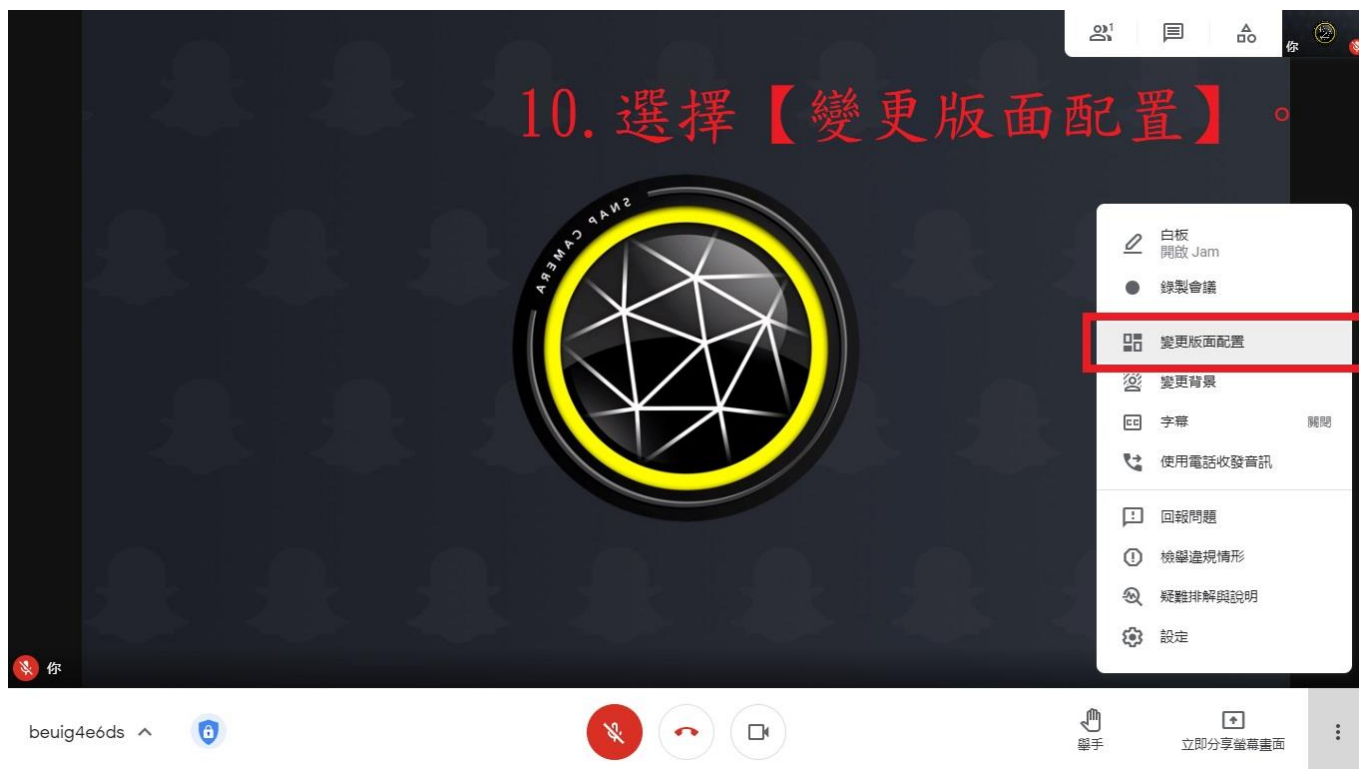 1
你
10.選擇【變更版面配置】。
SNAP CAMERA
白板
開啟 Jam
錄製會議
變更版面配置
變更背景
字幕
關閉
使用電話收發音訊
回報問題
檢舉違規情形
疑難排解與說明
設定
你
beuig4e6ds
舉手
立即分享螢幕畫面